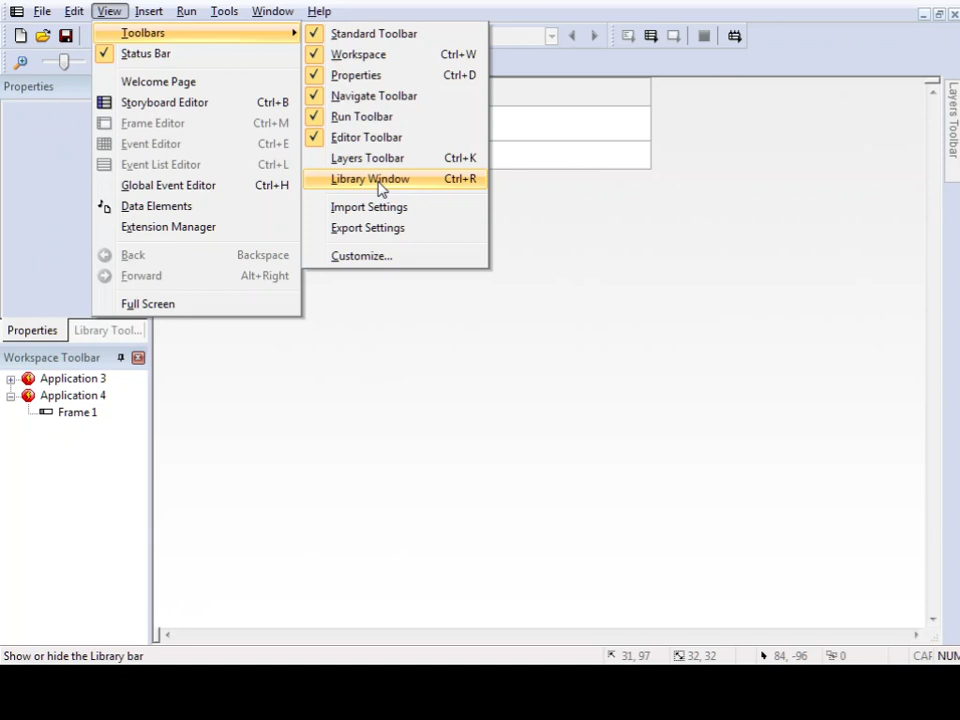 File Edit View Insert Run Tools Window Help
Toolbars
Status Bar
Welcome Page
Storyboard Editor Ctrl+B
Frame Editor Ctrl+M
Event Editor Ctrl+E
Event List Editor Ctrl+L
Global Event Editor Ctrl+H
Data Elements
Extension Manager
Back Backspace
Forward Alt+Right
Full Screen
Standard Toolbar
Workspace Ctrl+W
Properties Ctrl+D
Navigate Toolbar
Run Toolbar
Editor Toolbar
Layers Toolbar Ctrl+K
Library Window Ctrl+R
Import Settings
Export Settings
Customize...
Properties
Layers Toolbar
Properties Library Tool...
Workspace Toolbar
Application 3
Application 4
Frame 1
Show or hide the Library bar 31, 97 32, 32 84, -96 0 CAP NUM